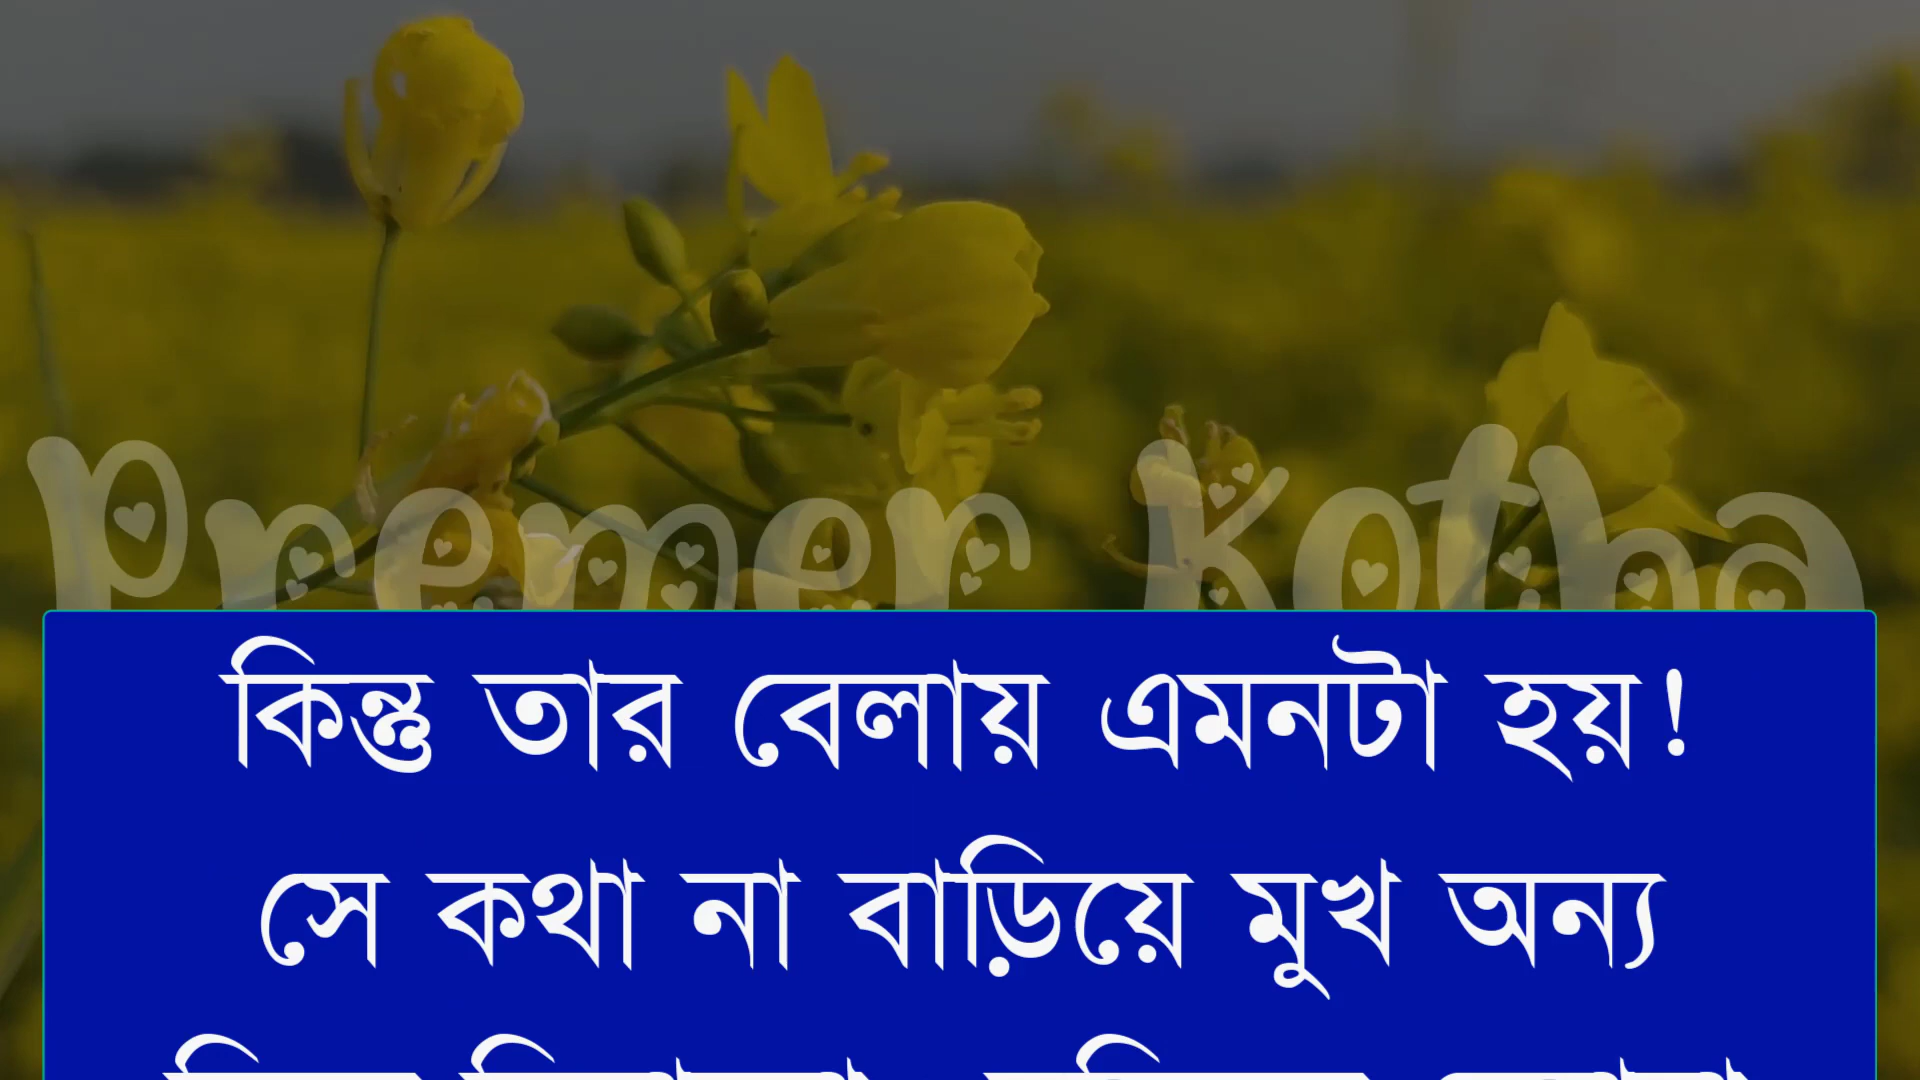 Premer Kotha
কিন্তু তার বেলায় এমনটা হয়!
সে কথা না বাড়িয়ে মুখ অন্য